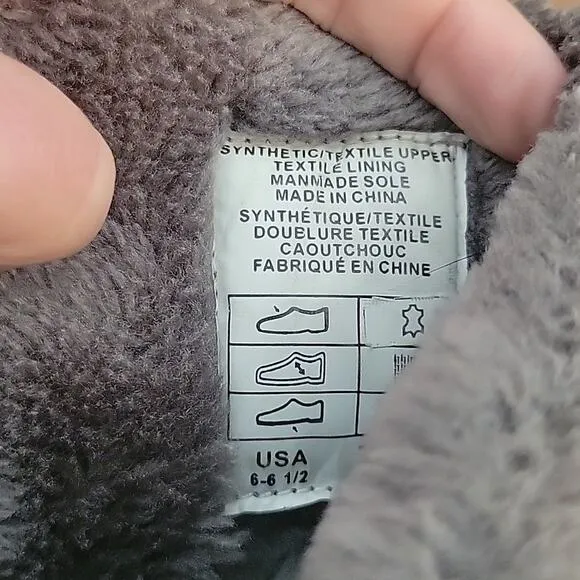 SYNTHETIC/TEXTILE UPPER
TEXTILE LINING
MANMADE SOLE
MADE IN CHINA
SYNTHÉTIQUE/TEXTILE
DOUBLURE TEXTILE
CAOUTCHOUC
FABRIQUÉ EN CHINE
USA
6-6 1/2